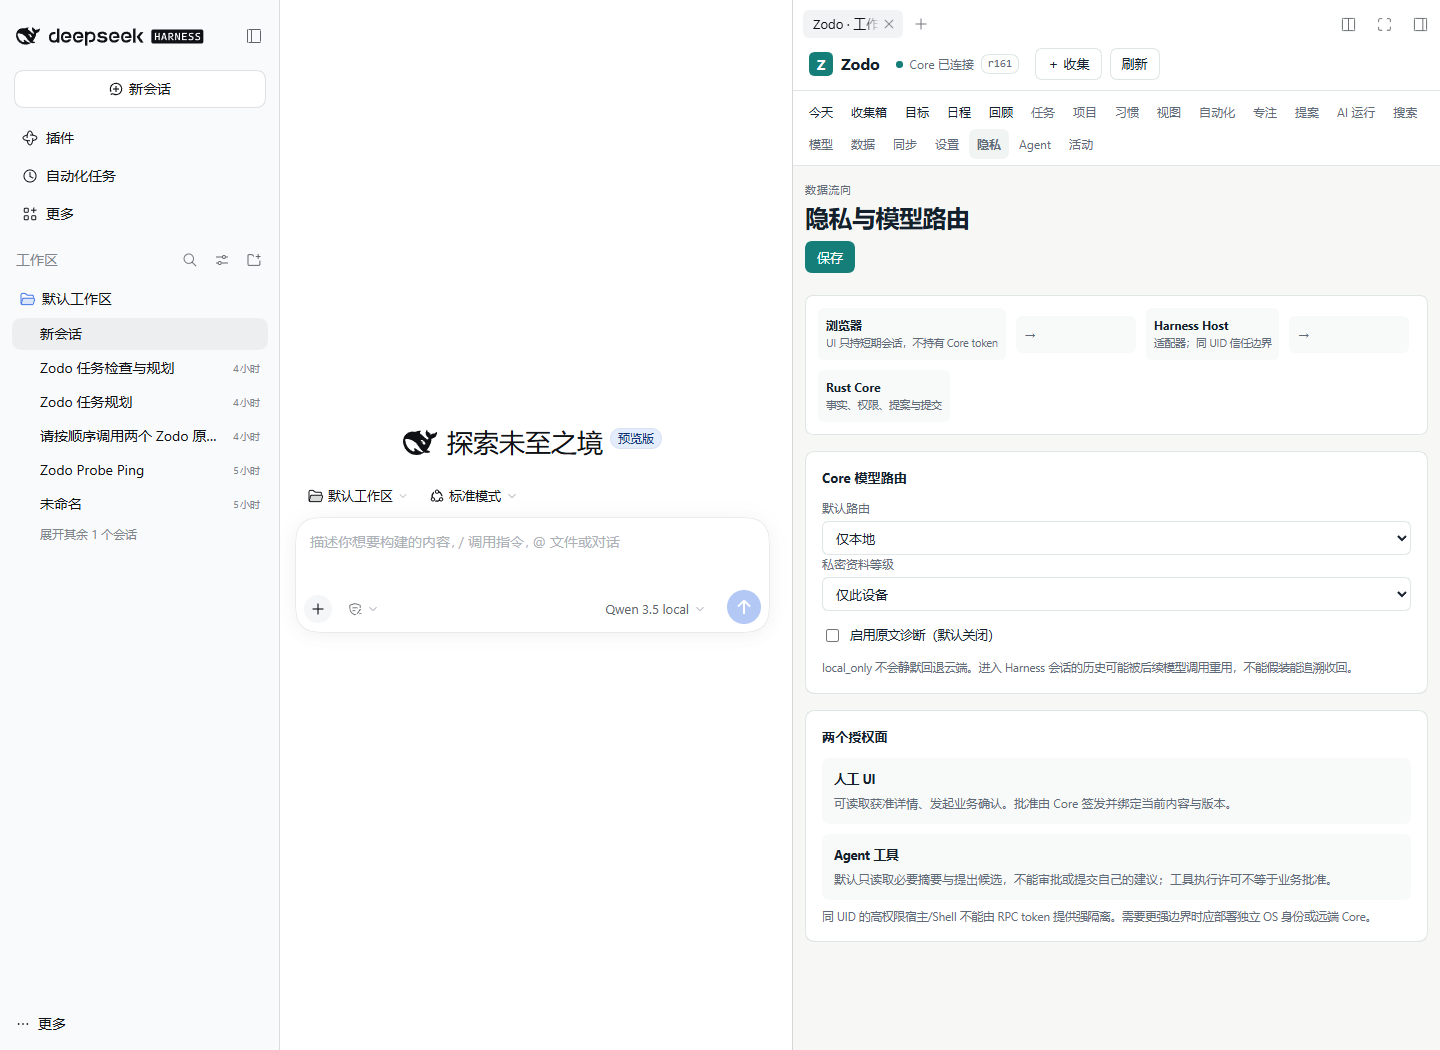 deepseek HARNESS
新会话
插件
自动化任务
更多
工作区
默认工作区
新会话
Zodo 任务检查与规划 4小时
Zodo 任务规划 4小时
请按顺序调用两个 Zodo 原... 4小时
Zodo Probe Ping 5小时
未命名 5小时
展开其余 1 个会话
更多
探索未至之境 预览版
默认工作区 标准模式
描述你想要构建的内容, / 调用指令, @ 文件或对话
Qwen 3.5 local
Zodo · 工作
Z Zodo Core 已连接 r161 + 收集 刷新
今天 收集箱 目标 日程 回顾 任务 项目 习惯 视图 自动化 专注 提案 AI 运行 搜索
模型 数据 同步 设置 隐私 Agent 活动
数据流向
隐私与模型路由
保存
浏览器
UI 只持短期会话，不持有 Core token
→
Harness Host
适配器；同 UID 信任边界
→
Rust Core
事实、权限、提案与提交
Core 模型路由
默认路由
仅本地
私密资料等级
仅此设备
启用原文诊断（默认关闭）
local_only 不会静默回退云端。进入 Harness 会话的历史可能被后续模型调用重用，不能假装能追溯收回。
两个授权面
人工 UI
可读取获准详情、发起业务确认。批准由 Core 签发并绑定当前内容与版本。
Agent 工具
默认只读取必要摘要与提出候选，不能审批或提交自己的建议；工具执行许可不等于业务批准。
同 UID 的高权限宿主/Shell 不能由 RPC token 提供强隔离。需要更强边界时应部署独立 OS 身份或远端 Core。